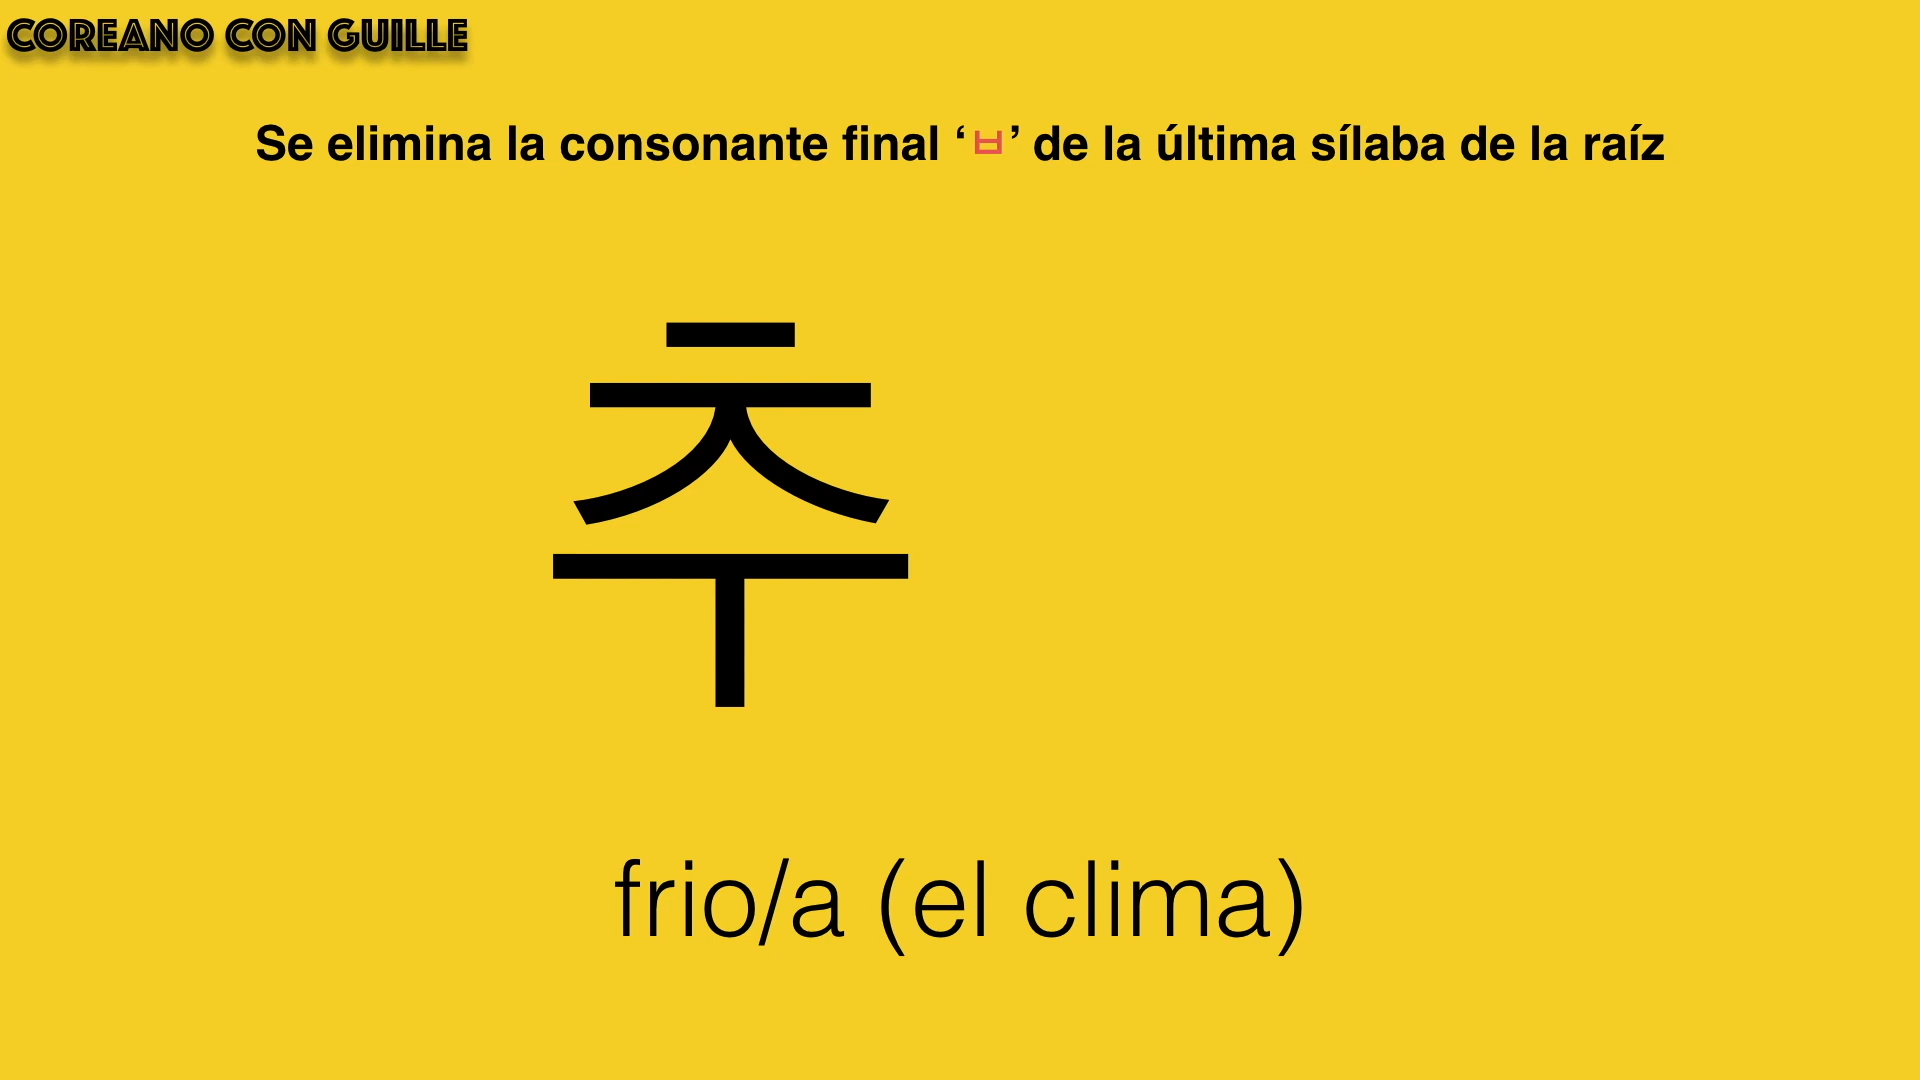 COREANO CON GUILLE
Se elimina la consonante final ‘ㅂ’ de la última sílaba de la raíz
추
frio/a (el clima)